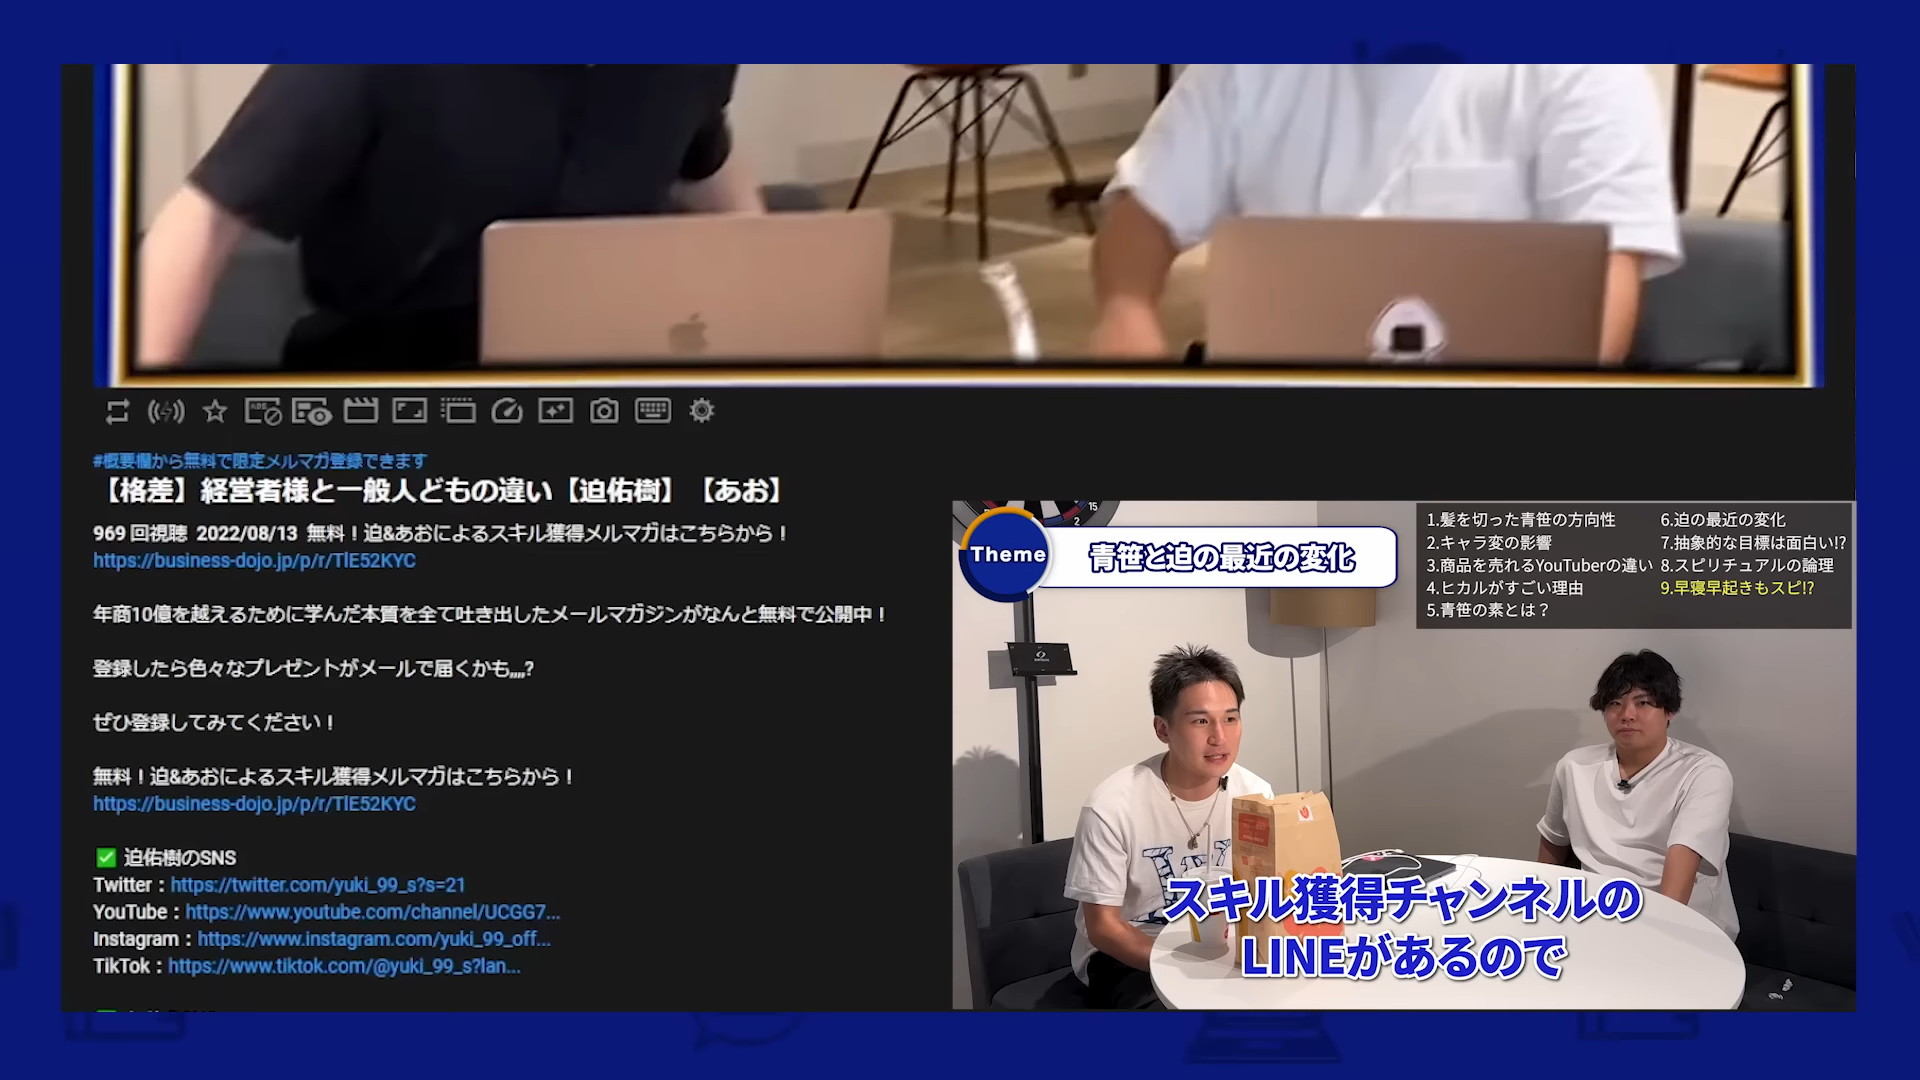 #概要欄から無料で限定メルマガ登録できます
【格差】経営者様と一般人どもの違い【迫佑樹】【あお】
969 回視聴 2022/08/13 無料！迫&あおによるスキル獲得メルマガはこちらから！
https://business-dojo.jp/p/r/TlE52KYC
年商10億を越えるために学んだ本質を全て吐き出したメールマガジンがなんと無料で公開中！
登録したら色々なプレゼントがメールで届くかも,,,,?
ぜひ登録してみてください！
無料！迫&あおによるスキル獲得メルマガはこちらから！
https://business-dojo.jp/p/r/TlE52KYC
✅ 迫佑樹のSNS
Twitter：https://twitter.com/yuki_99_s?s=21
YouTube：https://www.youtube.com/channel/UCGG7...
Instagram：https://www.instagram.com/yuki_99_off...
TikTok：https://www.tiktok.com/@yuki_99_s?lan...
15
2
Theme
青笹と迫の最近の変化
1.髪を切った青笹の方向性
2.キャラ変の影響
3.商品を売れるYouTuberの違い
4.ヒカルがすごい理由
5.青笹の素とは？
6.迫の最近の変化
7.抽象的な目標は面白い!?
8.スピリチュアルの論理
9.早寝早起きもスピ!?
スキル獲得チャンネルの
LINEがあるので